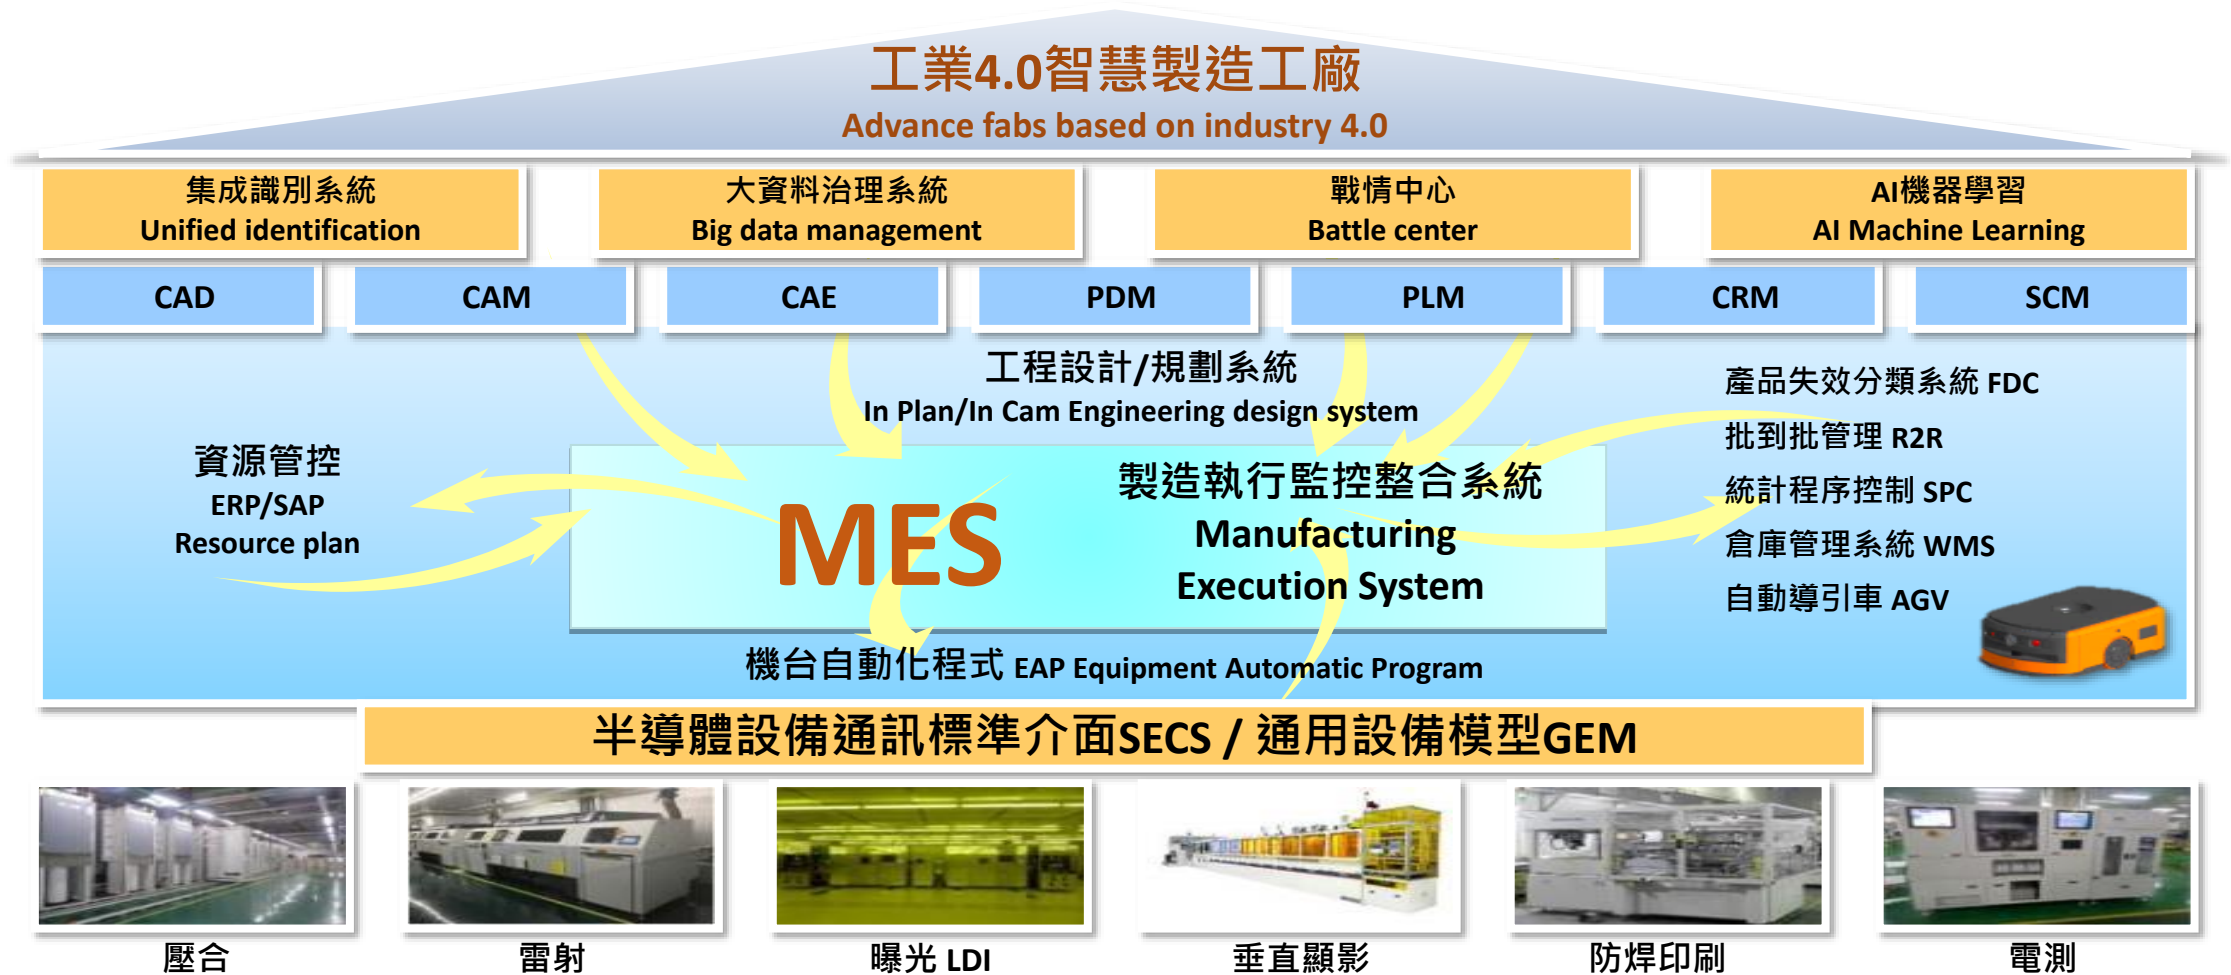 工業4.0智慧製造工廠
Advance fabs based on industry 4.0
集成識別系統
Unified identification
大資料治理系統
Big data management
戰情中心
Battle center
AI機器學習
AI Machine Learning
CAD
CAM
CAE
PDM
PLM
CRM
SCM
工程設計/規劃系統
In Plan/In Cam Engineering design system
資源管控
ERP/SAP
Resource plan
MES
製造執行監控整合系統
Manufacturing
Execution System
產品失效分類系統 FDC
批到批管理 R2R
統計程序控制 SPC
倉庫管理系統 WMS
自動導引車 AGV
機台自動化程式 EAP Equipment Automatic Program
半導體設備通訊標準介面SECS / 通用設備模型GEM
壓合
雷射
曝光 LDI
垂直顯影
防焊印刷
電測